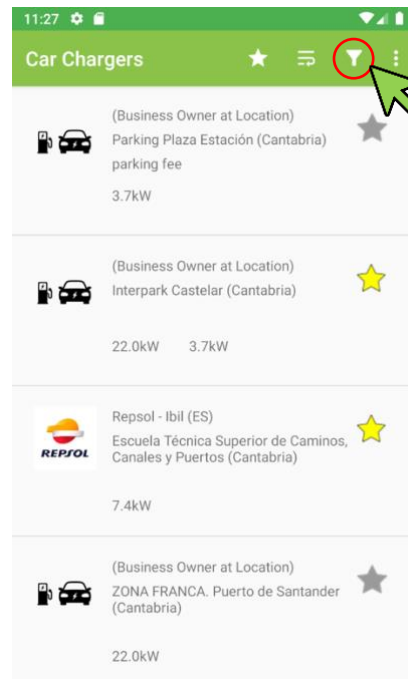 11:27
Car Chargers
(Business Owner at Location)
Parking Plaza Estación (Cantabria)
parking fee
3.7kW
(Business Owner at Location)
Interpark Castelar (Cantabria)
22.0kW 3.7kW
Repsol - Ibil (ES)
Escuela Técnica Superior de Caminos,
Canales y Puertos (Cantabria)
REPSOL
7.4kW
(Business Owner at Location)
ZONA FRANCA. Puerto de Santander
(Cantabria)
22.0kW